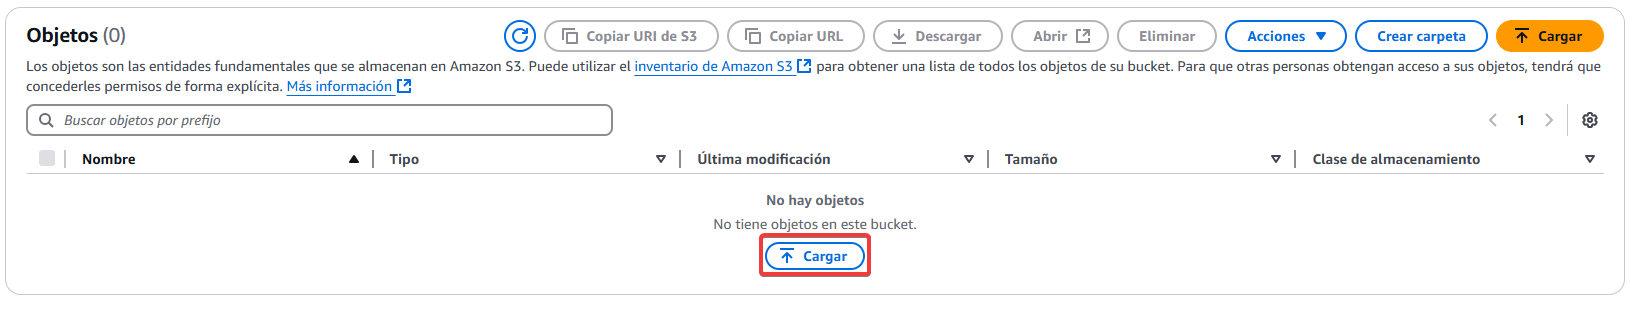 Objetos (0)
Copiar URI de S3
Copiar URL
Descargar
Abrir
Eliminar
Acciones
Crear carpeta
Cargar
Los objetos son las entidades fundamentales que se almacenan en Amazon S3. Puede utilizar el inventario de Amazon S3 para obtener una lista de todos los objetos de su bucket. Para que otras personas obtengan acceso a sus objetos, tendrá que
concederles permisos de forma explícita. Más información
Buscar objetos por prefijo
1
Nombre
Tipo
Última modificación
Tamaño
Clase de almacenamiento
No hay objetos
No tiene objetos en este bucket.
Cargar